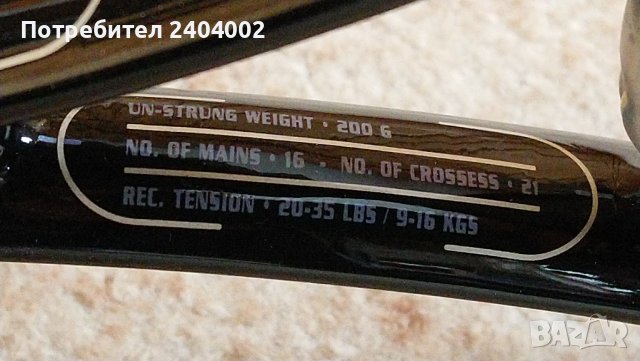 Потребител 2404002
UN-STRUNG WEIGHT • 200 G
NO. OF MAINS • 16 • NO. OF CROSSESS • 21
REC. TENSION • 20-35 LBS / 9-16 KGS
BAZAR